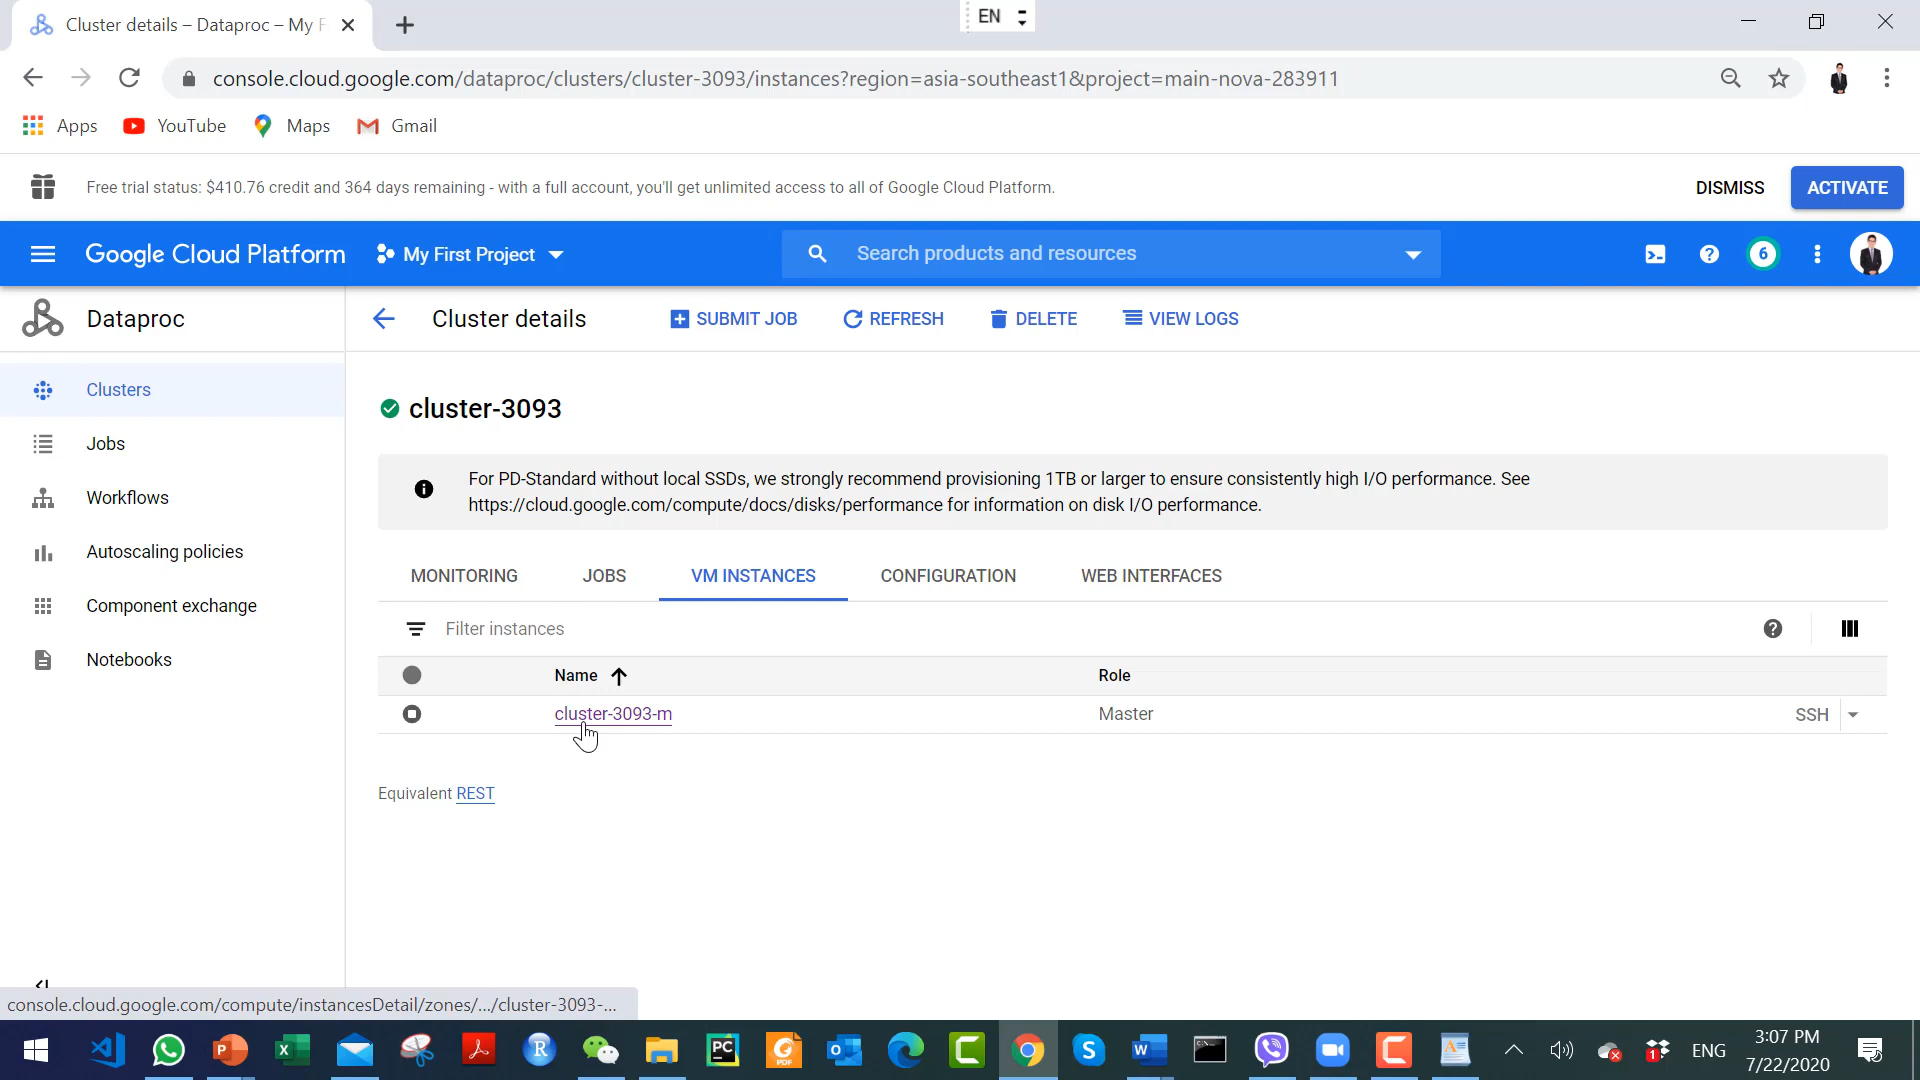 Cluster details – Dataproc – My F
EN
console.cloud.google.com/dataproc/clusters/cluster-3093/instances?region=asia-southeast1&project=main-nova-283911
Apps
YouTube
Maps
Gmail
Free trial status: $410.76 credit and 364 days remaining - with a full account, you'll get unlimited access to all of Google Cloud Platform.
DISMISS
ACTIVATE
Google Cloud Platform
My First Project
Search products and resources
6
Dataproc
Cluster details
SUBMIT JOB
REFRESH
DELETE
VIEW LOGS
Clusters
Jobs
Workflows
Autoscaling policies
Component exchange
Notebooks
cluster-3093
For PD-Standard without local SSDs, we strongly recommend provisioning 1TB or larger to ensure consistently high I/O performance. See
https://cloud.google.com/compute/docs/disks/performance for information on disk I/O performance.
MONITORING
JOBS
VM INSTANCES
CONFIGURATION
WEB INTERFACES
Filter instances
Name
Role
cluster-3093-m
Master
SSH
Equivalent REST
console.cloud.google.com/compute/instancesDetail/zones/.../cluster-3093-...
ENG
3:07 PM
7/22/2020